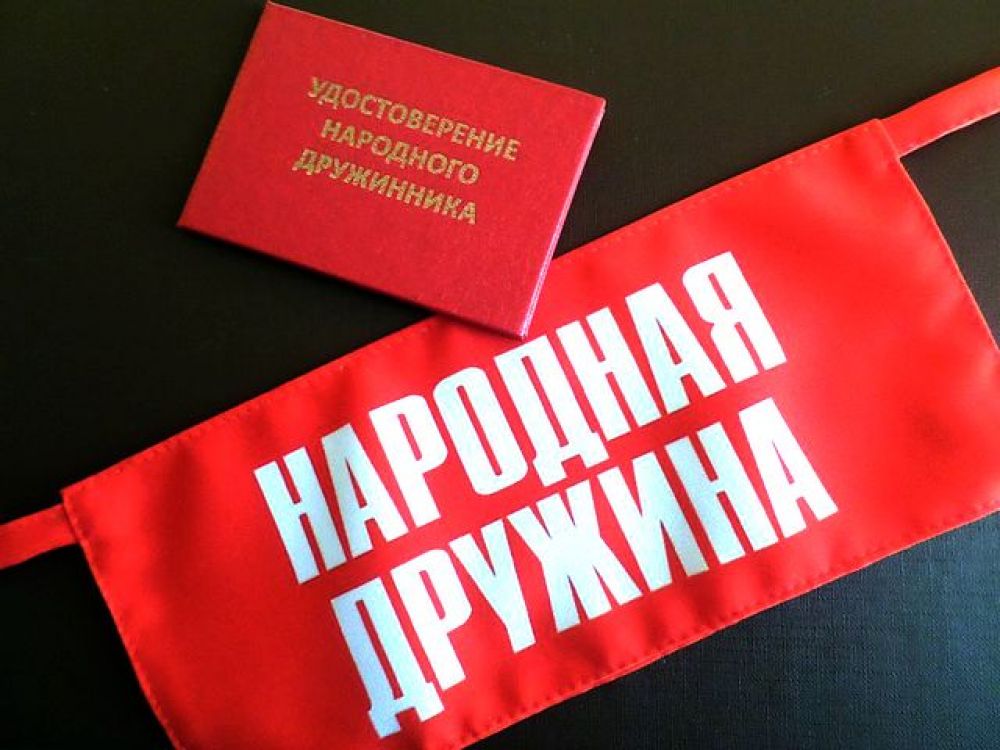 УДОСТОВЕРЕНИЕ
НАРОДНОГО
ДРУЖИННИКА
НАРОДНАЯ
ДРУЖИНА